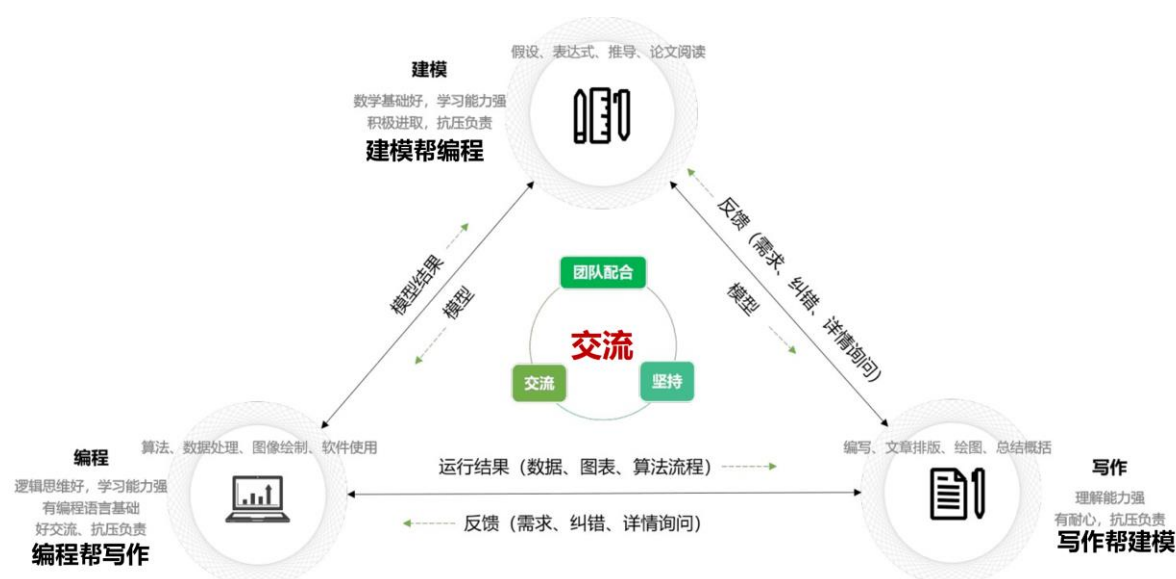 假设、表达式、推导、论文阅读
建模
数学基础好，学习能力强
积极进取，抗压负责
建模帮编程
反馈（需求、纠错、详情询问）
模型
模型结果
模型
团队配合
交流
交流
坚持
算法、数据处理、图像绘制、软件使用
编程
逻辑思维好，学习能力强
有编程语言基础
好交流、抗压负责
编程帮写作
运行结果（数据、图表、算法流程）
反馈（需求、纠错、详情询问）
编写、文章排版、绘图、总结概括
写作
理解能力强
有耐心，抗压负责
写作帮建模